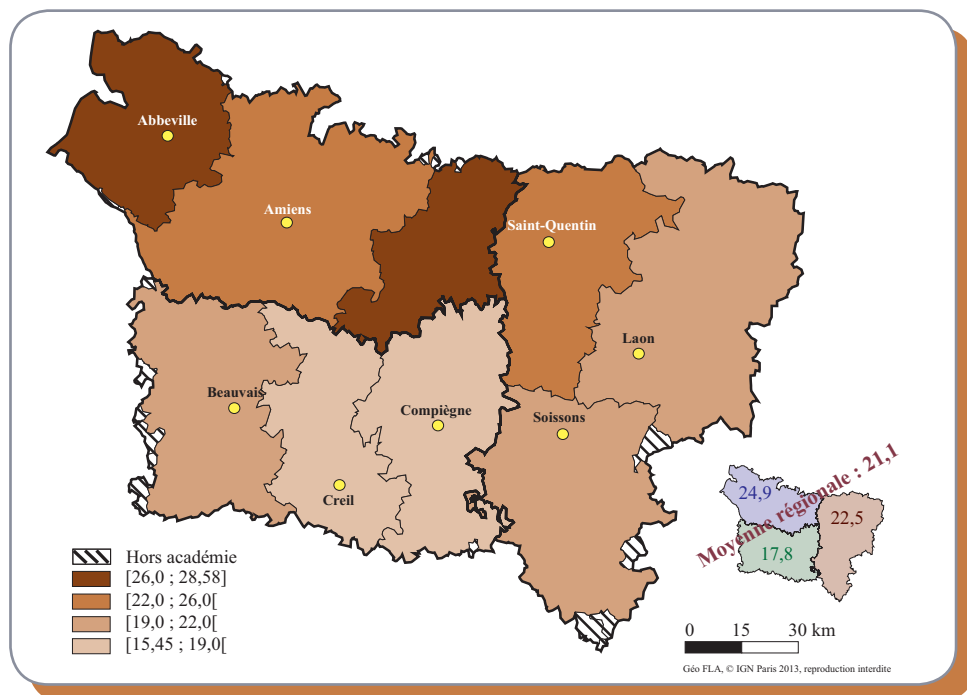 Abbeville
Amiens
Saint-Quentin
Laon
Beauvais
Compiègne
Soissons
Creil
Moyenne régionale : 21,1
24,9
22,5
17,8
Hors académie
[26,0 ; 28,58]
[22,0 ; 26,0[
[19,0 ; 22,0[
[15,45 ; 19,0[
0 15 30 km
Géo FLA, © IGN Paris 2013, reproduction interdite